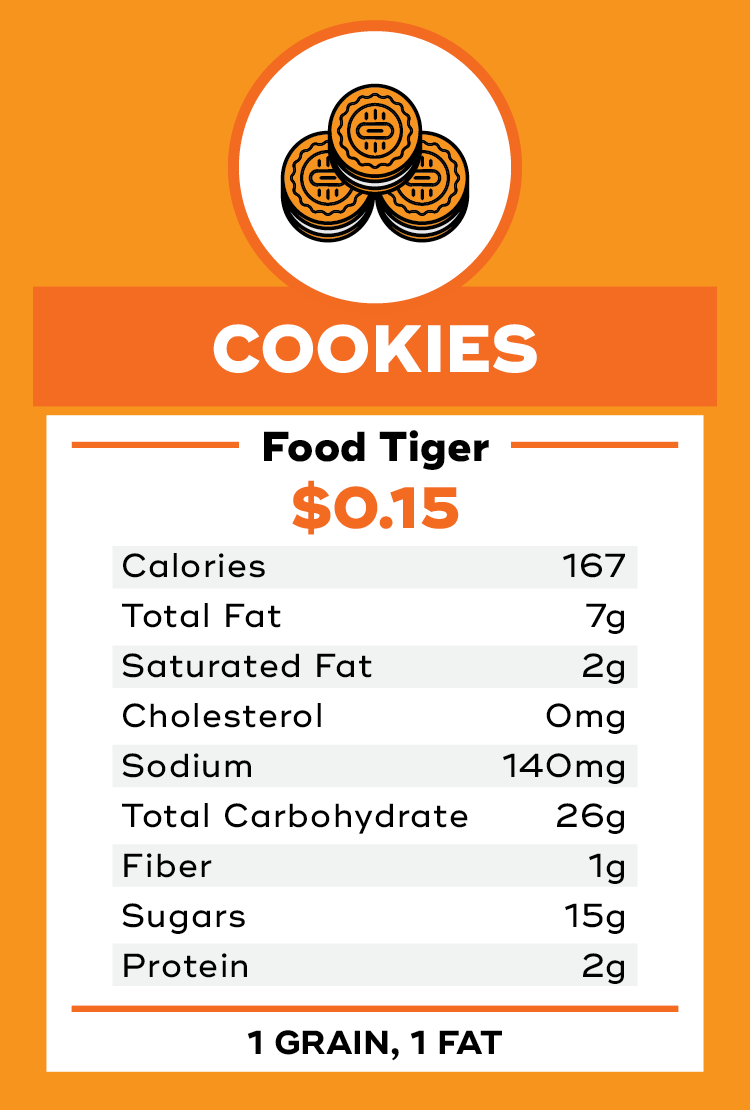 COOKIES
Food Tiger
$0.15
Calories 167
Total Fat 7g
Saturated Fat 2g
Cholesterol 0mg
Sodium 140mg
Total Carbohydrate 26g
Fiber 1g
Sugars 15g
Protein 2g
1 GRAIN, 1 FAT